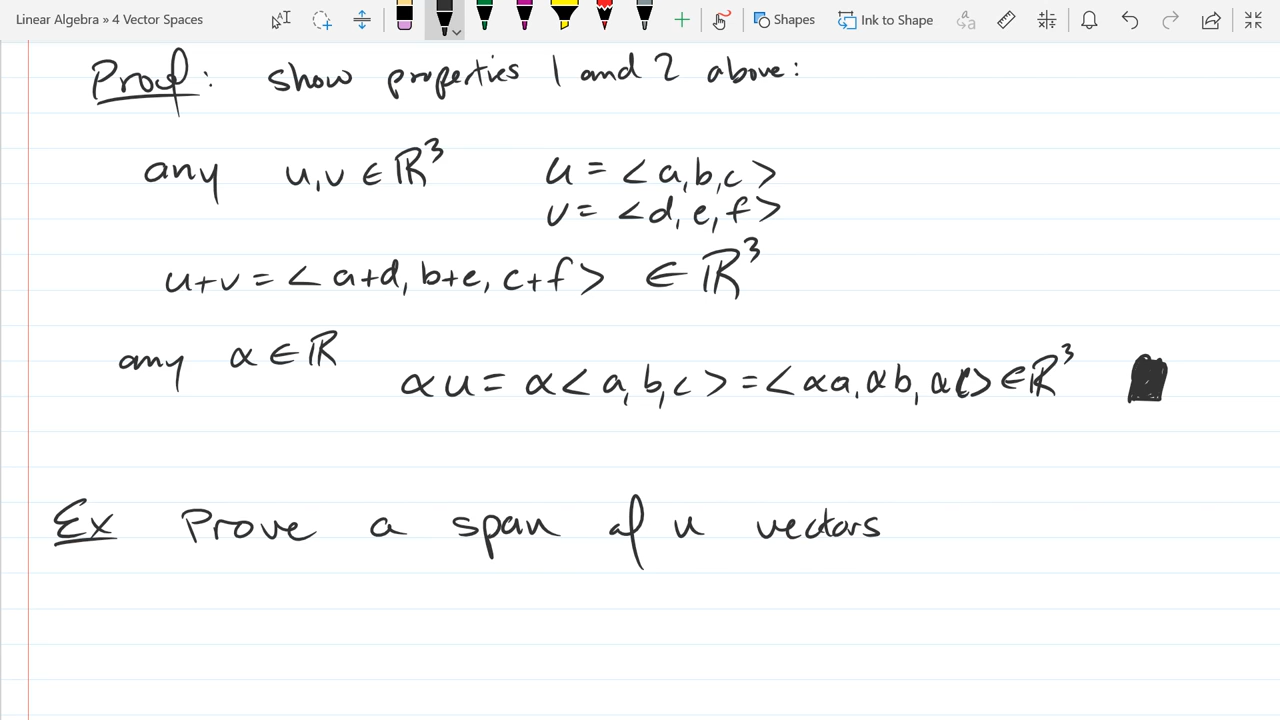 Linear Algebra » 4 Vector Spaces
Shapes
Ink to Shape
Proof: show properties 1 and 2 above:
any u,v ∈ ℝ³ u = <a,b,c>
v = <d,e,f>
u+v = <a+d, b+e, c+f> ∈ ℝ³
any α ∈ ℝ
αu = α<a,b,c> = <αa, αb, αc> ∈ ℝ³ ■
Ex Prove a span of n vectors